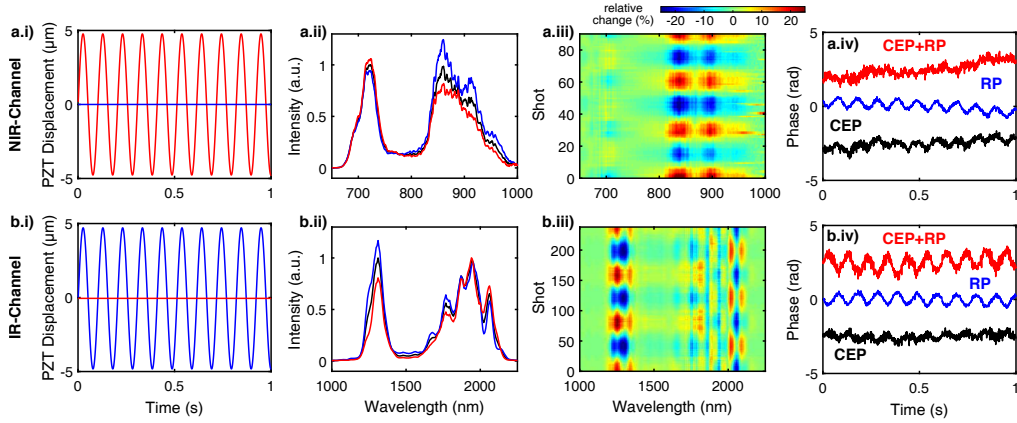 relative change (%)
-20 -10 0 10 20
NIR-Channel
a.i)
PZT Displacement (µm)
5
0
-5
0 0.5 1
a.ii)
Intensity (a.u.)
1
0.5
0
700 800 900 1000
a.iii)
Shot
80
60
40
20
0
700 800 900 1000
a.iv)
CEP+RP
RP
CEP
Phase (rad)
5
0
-5
0 0.5 1
IR-Channel
b.i)
PZT Displacement (µm)
5
0
-5
0 0.5 1
Time (s)
b.ii)
Intensity (a.u.)
1
0.5
0
1000 1500 2000
Wavelength (nm)
b.iii)
Shot
200
150
100
50
0
1000 1500 2000
Wavelength (nm)
b.iv)
CEP+RP
RP
CEP
Phase (rad)
5
0
-5
0 0.5 1
Time (s)